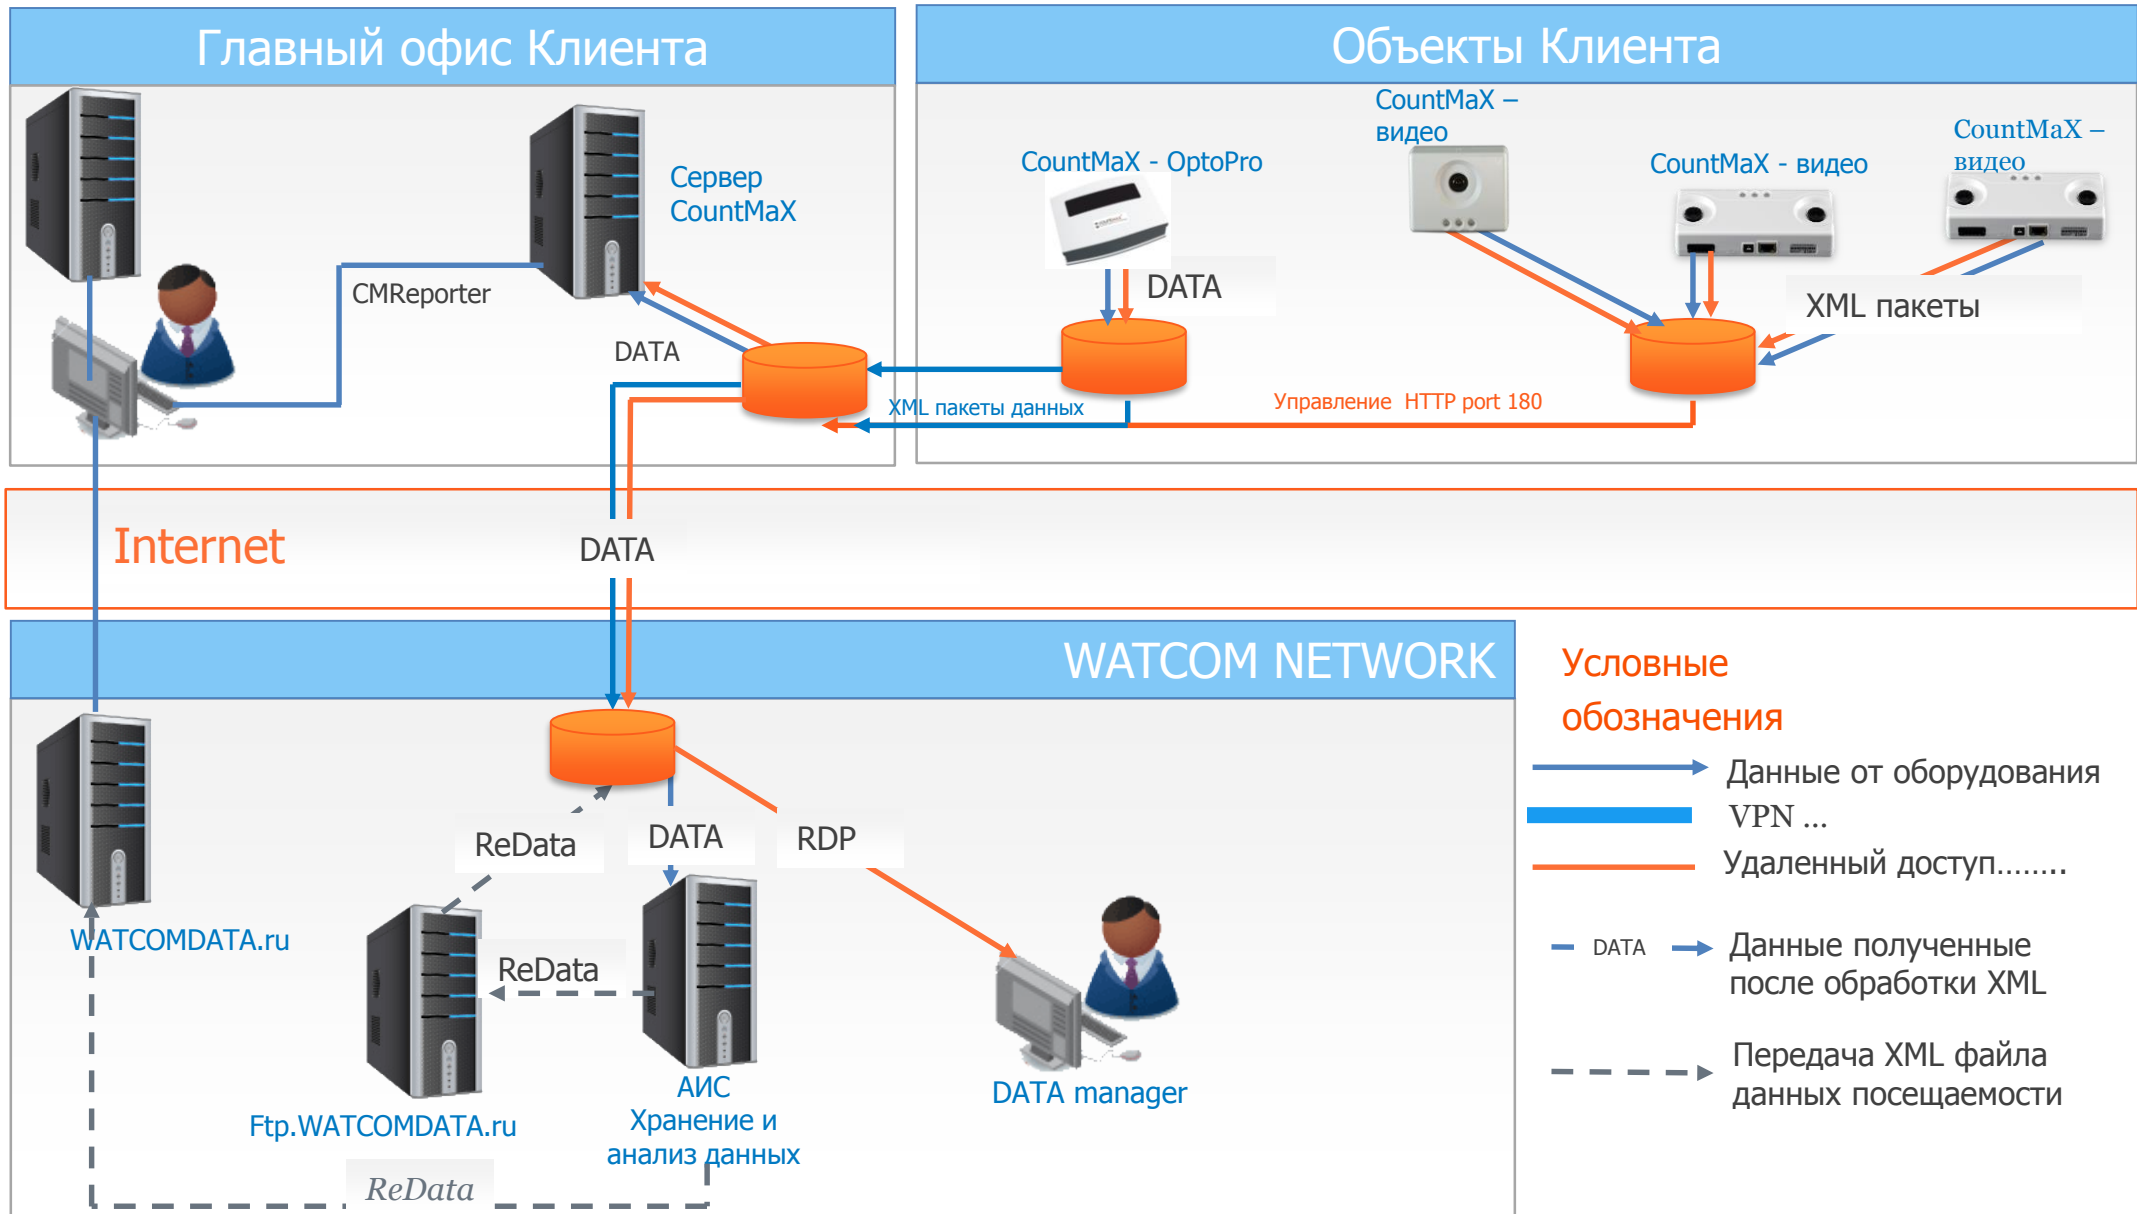 Главный офис Клиента
Объекты Клиента
Сервер
CountMaX
CMReporter
DATA
CountMaX - OptoPro
CountMaX –
видео
CountMaX - видео
CountMaX –
видео
DATA
XML пакеты
XML пакеты данных
Управление HTTP port 180
Internet
DATA
WATCOM NETWORK
WATCOMDATA.ru
ReData
DATA
RDP
ReData
Ftp.WATCOMDATA.ru
АИС
Хранение и
анализ данных
DATA manager
ReData
Условные
обозначения
Данные от оборудования
VPN ...
Удаленный доступ……..
DATA
Данные полученные
после обработки XML
Передача XML файла
данных посещаемости